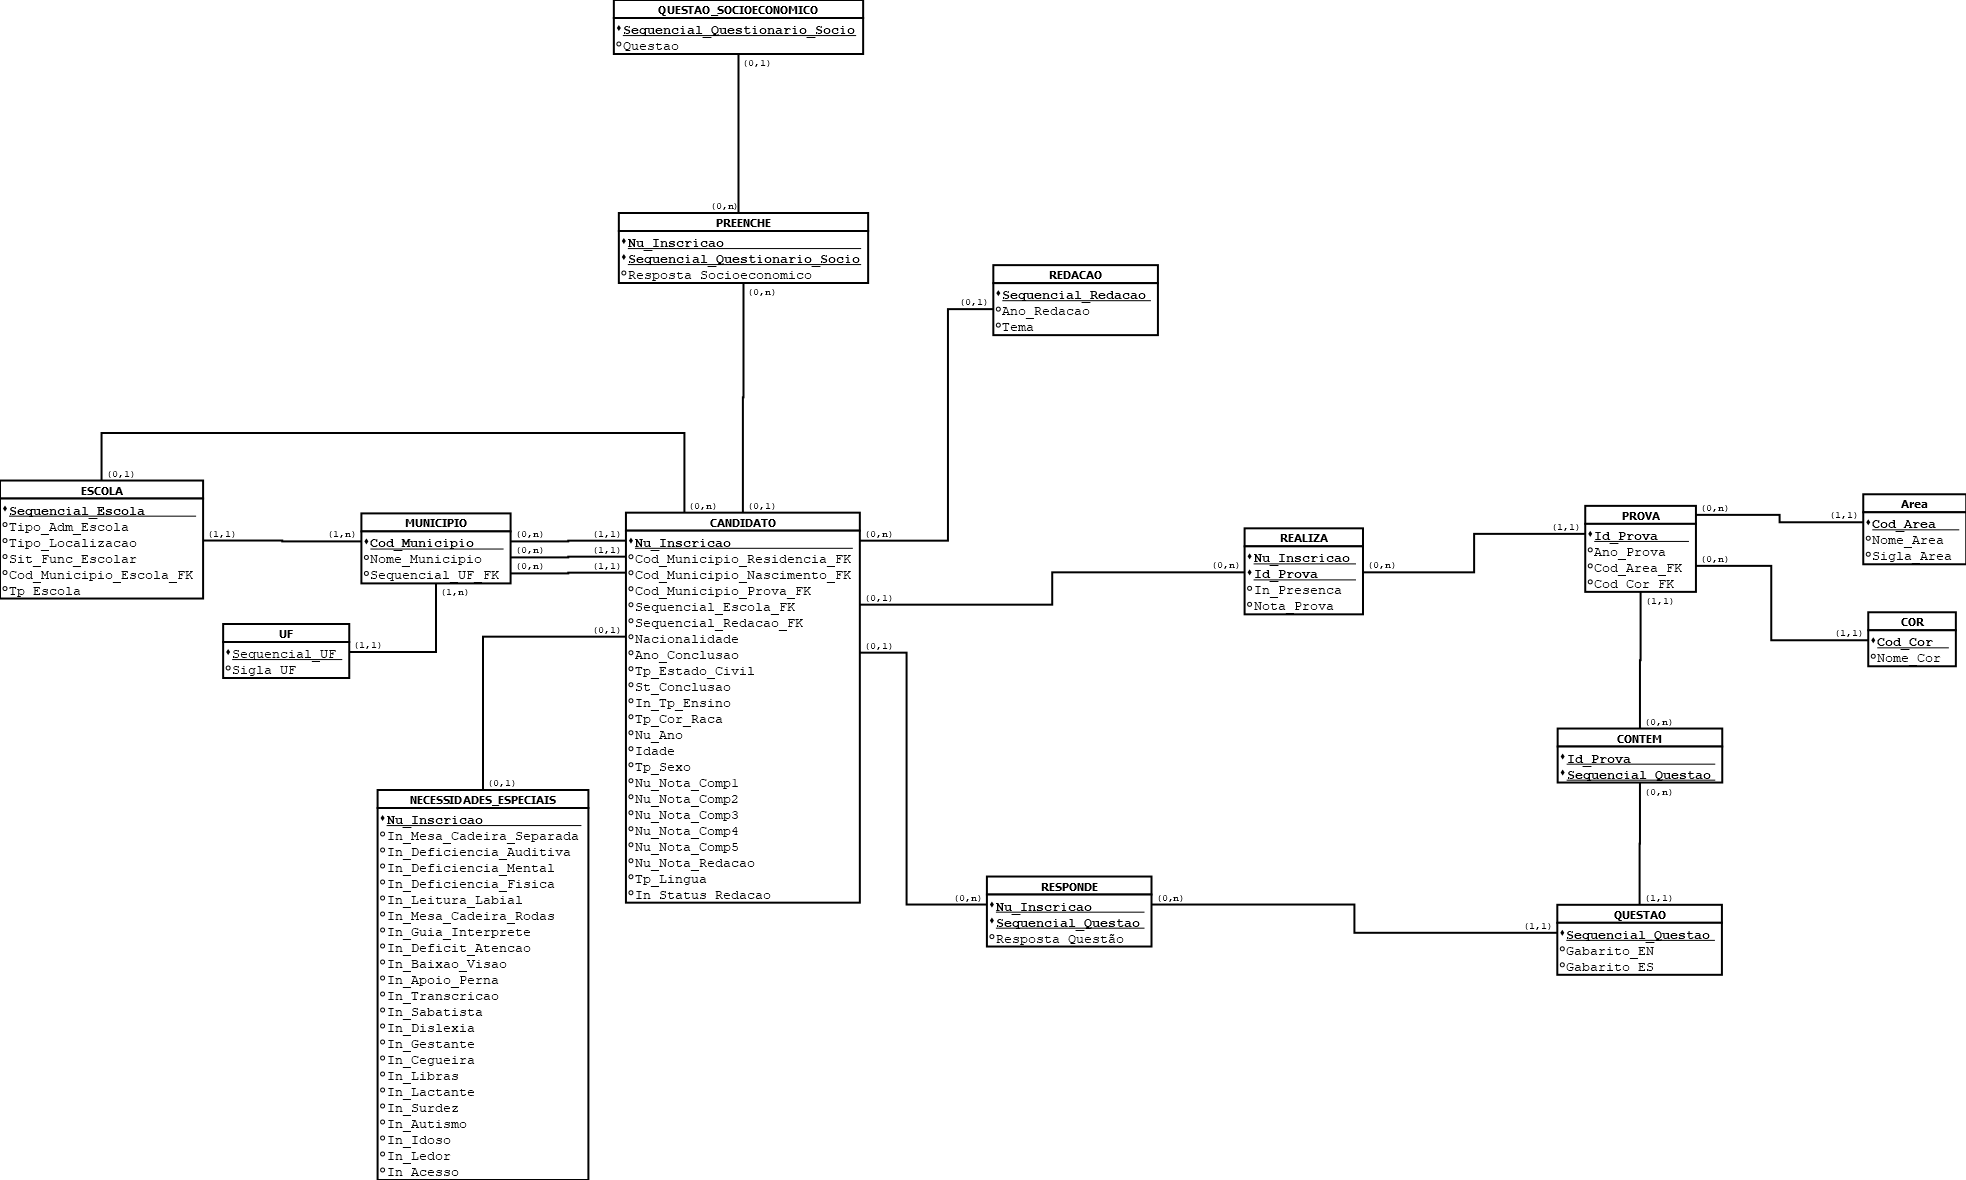 QUESTAO_SOCIOECONOMICO
Sequencial_Questionario_Socio
Questao
(0,1)
(0,n)
PREENCHE
Nu_Inscricao
Sequencial_Questionario_Socio
Resposta_Socioeconomico
(0,n)
REDACAO
Sequencial_Redacao
Ano_Redacao
Tema
(0,1)
(0,1)
ESCOLA
Sequencial_Escola
Tipo_Adm_Escola
Tipo_Localizacao
Sit_Func_Escolar
Cod_Municipio_Escola_FK
Tp_Escola
(1,1)
(1,n)
MUNICIPIO
Cod_Municipio
Nome_Municipio
Sequencial_UF_FK
(0,n)
(1,1)
(0,n)
(1,1)
(0,n)
(1,1)
(1,n)
UF
Sequencial_UF
Sigla_UF
(1,1)
(0,n)
(0,1)
CANDIDATO
Nu_Inscricao
Cod_Municipio_Residencia_FK
Cod_Municipio_Nascimento_FK
Cod_Municipio_Prova_FK
Sequencial_Escola_FK
Sequencial_Redacao_FK
Nacionalidade
Ano_Conclusao
Tp_Estado_Civil
St_Conclusao
In_Tp_Ensino
Tp_Cor_Raca
Nu_Ano
Idade
Tp_Sexo
Nu_Nota_Comp1
Nu_Nota_Comp2
Nu_Nota_Comp3
Nu_Nota_Comp4
Nu_Nota_Comp5
Nu_Nota_Redacao
Tp_Lingua
In_Status_Redacao
(0,n)
(0,1)
(0,1)
(0,1)
(0,1)
NECESSIDADES_ESPECIAIS
Nu_Inscricao
In_Mesa_Cadeira_Separada
In_Deficiencia_Auditiva
In_Deficiencia_Mental
In_Deficiencia_Fisica
In_Leitura_Labial
In_Mesa_Cadeira_Rodas
In_Guia_Interprete
In_Deficit_Atencao
In_Baixao_Visao
In_Apoio_Perna
In_Transcricao
In_Sabatista
In_Dislexia
In_Gestante
In_Cegueira
In_Libras
In_Lactante
In_Surdez
In_Autismo
In_Idoso
In_Ledor
In_Acesso
(0,n)
REALIZA
Nu_Inscricao
Id_Prova
In_Presenca
Nota_Prova
(0,n)
(1,1)
PROVA
Id_Prova
Ano_Prova
Cod_Area_FK
Cod_Cor_FK
(0,n)
(1,1)
(0,n)
(1,1)
(1,1)
Area
Cod_Area
Nome_Area
Sigla_Area
COR
Cod_Cor
Nome_Cor
(0,n)
CONTEM
Id_Prova
Sequencial_Questao
(0,n)
(0,n)
RESPONDE
Nu_Inscricao
Sequencial_Questao
Resposta_Questão
(0,n)
(1,1)
(1,1)
QUESTAO
Sequencial_Questao
Gabarito_EN
Gabarito_ES